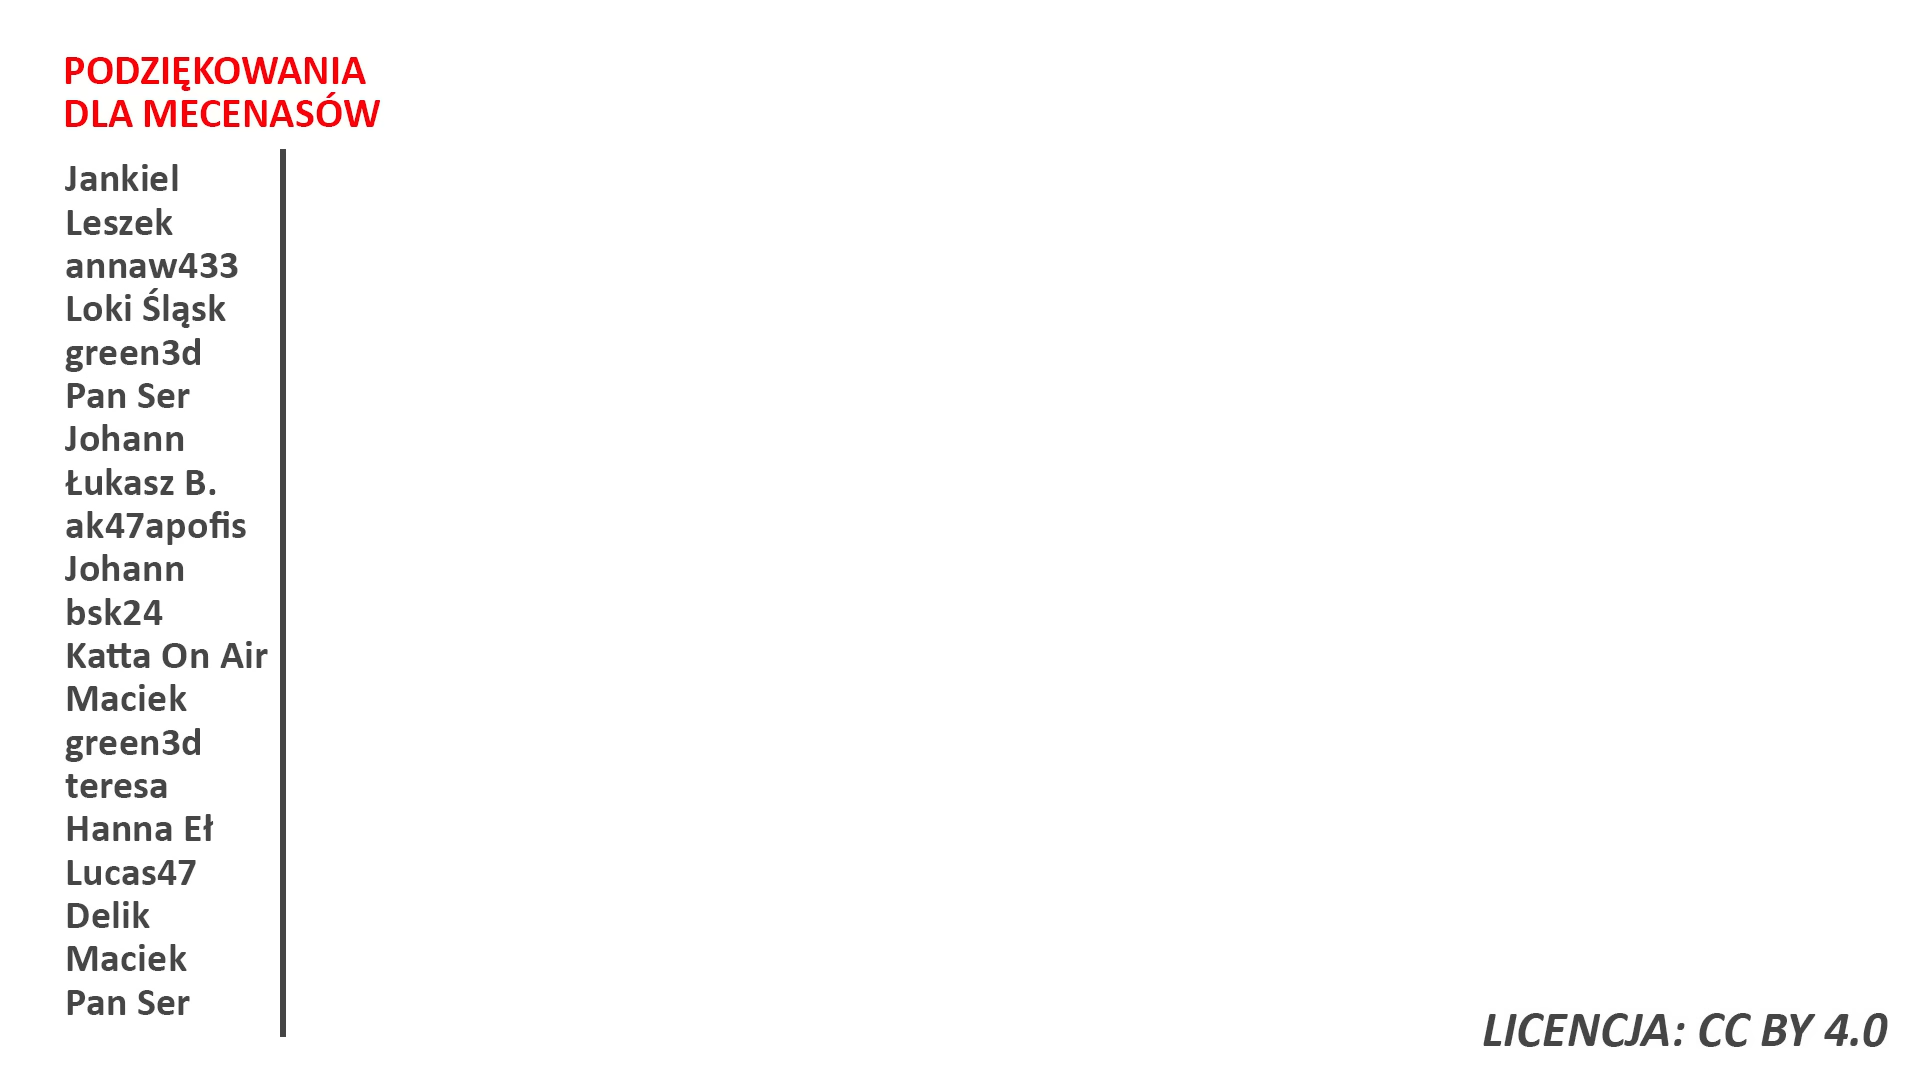 PODZIĘKOWANIA
DLA MECENASÓW
Jankiel
Leszek
annaw433
Loki Śląsk
green3d
Pan Ser
Johann
Łukasz B.
ak47apofis
Johann
bsk24
Katta On Air
Maciek
green3d
teresa
Hanna Eł
Lucas47
Delik
Maciek
Pan Ser
LICENCJA: CC BY 4.0